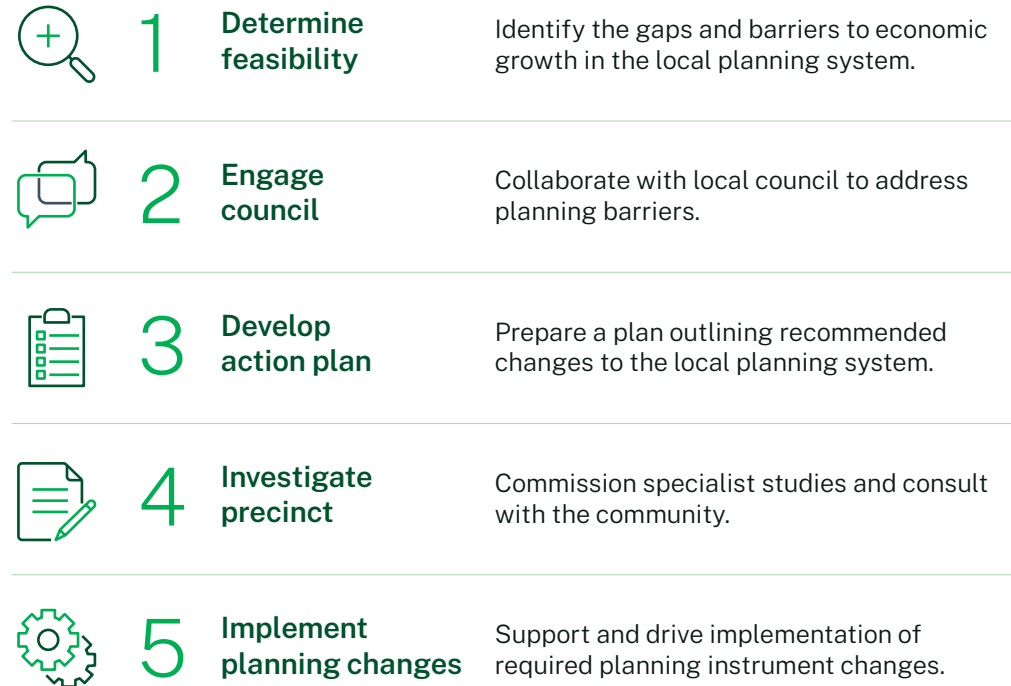 1
Determine
feasibility
Identify the gaps and barriers to economic
growth in the local planning system.
2
Engage
council
Collaborate with local council to address
planning barriers.
3
Develop
action plan
Prepare a plan outlining recommended
changes to the local planning system.
4
Investigate
precinct
Commission specialist studies and consult
with the community.
5
Implement
planning changes
Support and drive implementation of
required planning instrument changes.